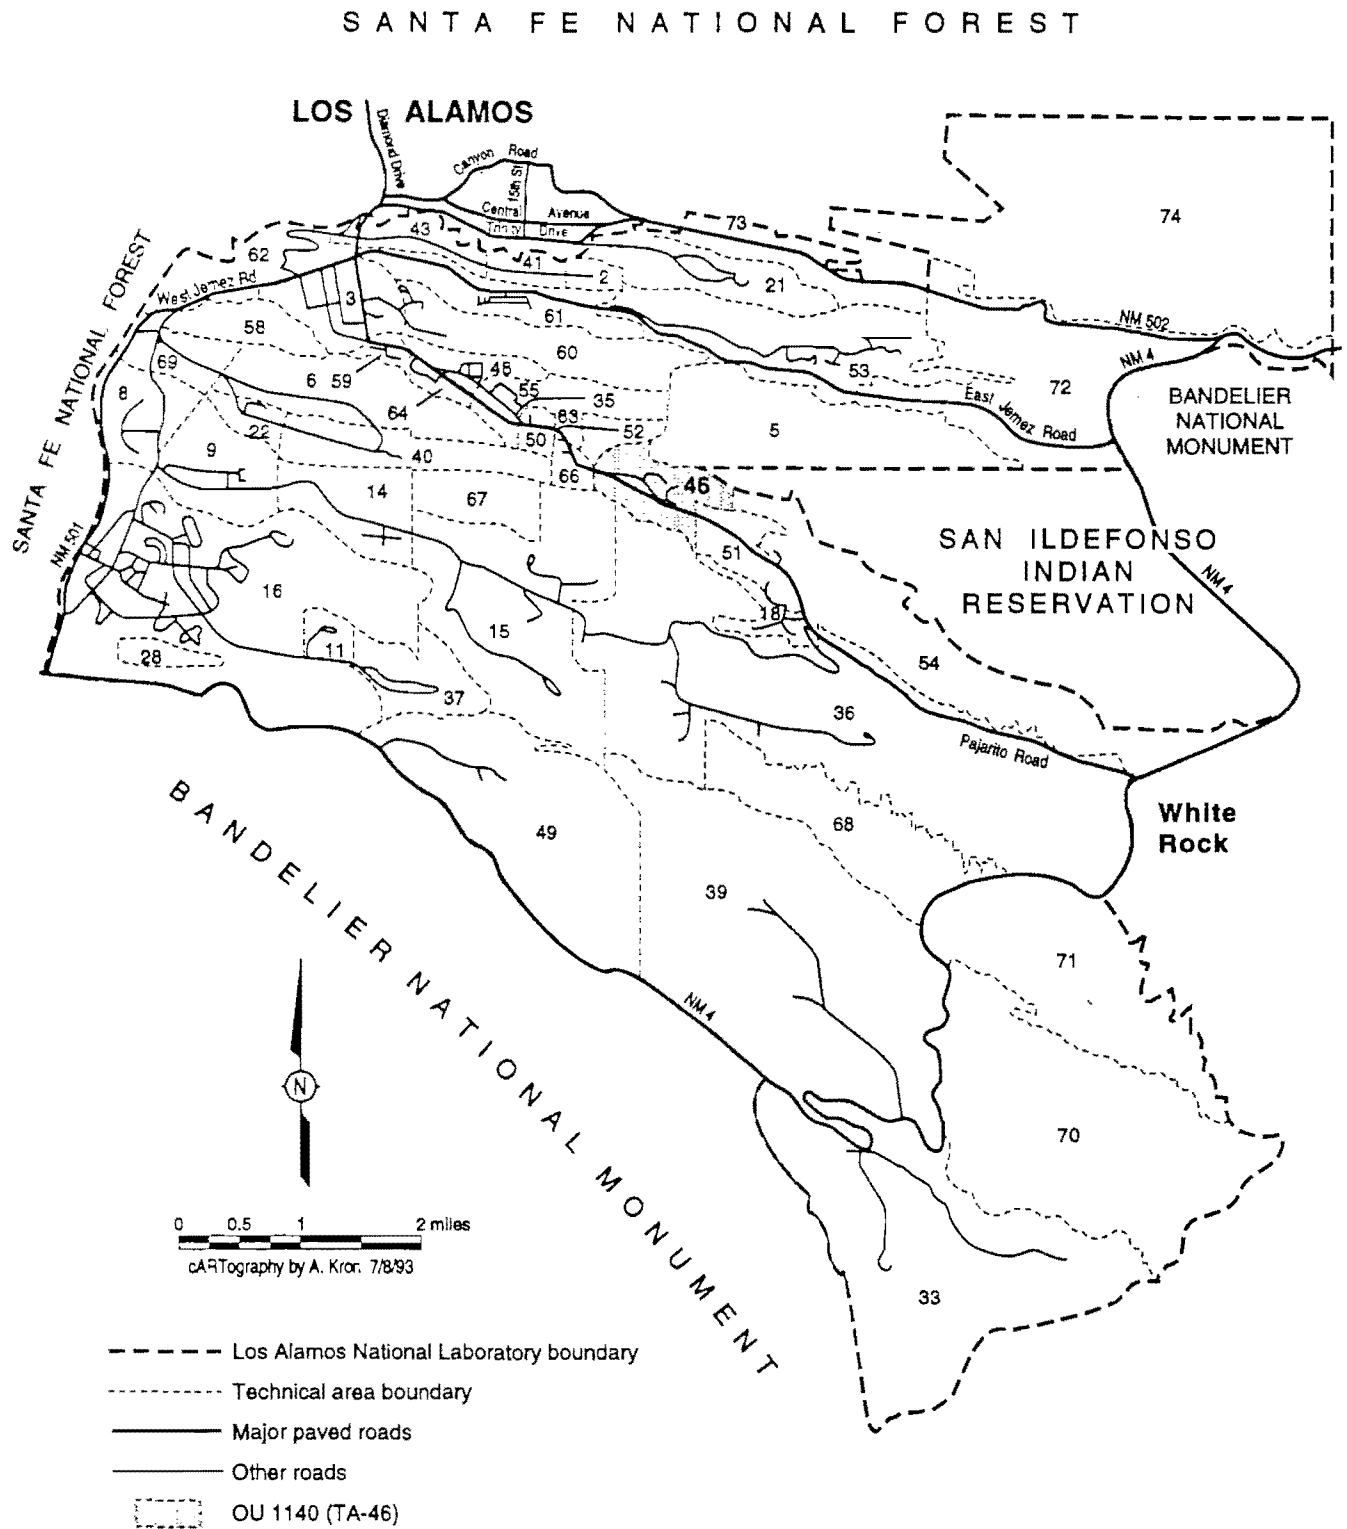 SANTA FE NATIONAL FOREST
LOS ALAMOS
Diamond Drive
Canyon Road
15th St
Central Avenue
Trinity Drive
SANTA FE NATIONAL FOREST
West Jemez Rd
NM 501
43
73
74
62
41
2
21
3
61
58
60
NM 502
NM 4
69
6
59
48
53
72
8
55
35
East Jemez Road
64
63
BANDELIER
NATIONAL
MONUMENT
22
50
52
5
9
40
66
46
14
67
51
SAN ILDEFONSO
INDIAN
RESERVATION
NM 4
16
18
15
28
11
54
37
36
Pajarito Road
49
68
White
Rock
39
71
NM 4
70
33
BANDELIER NATIONAL MONUMENT
N
0 0.5 1 2 miles
cARTography by A. Kron 7/8/93
Los Alamos National Laboratory boundary
Technical area boundary
Major paved roads
Other roads
OU 1140 (TA-46)